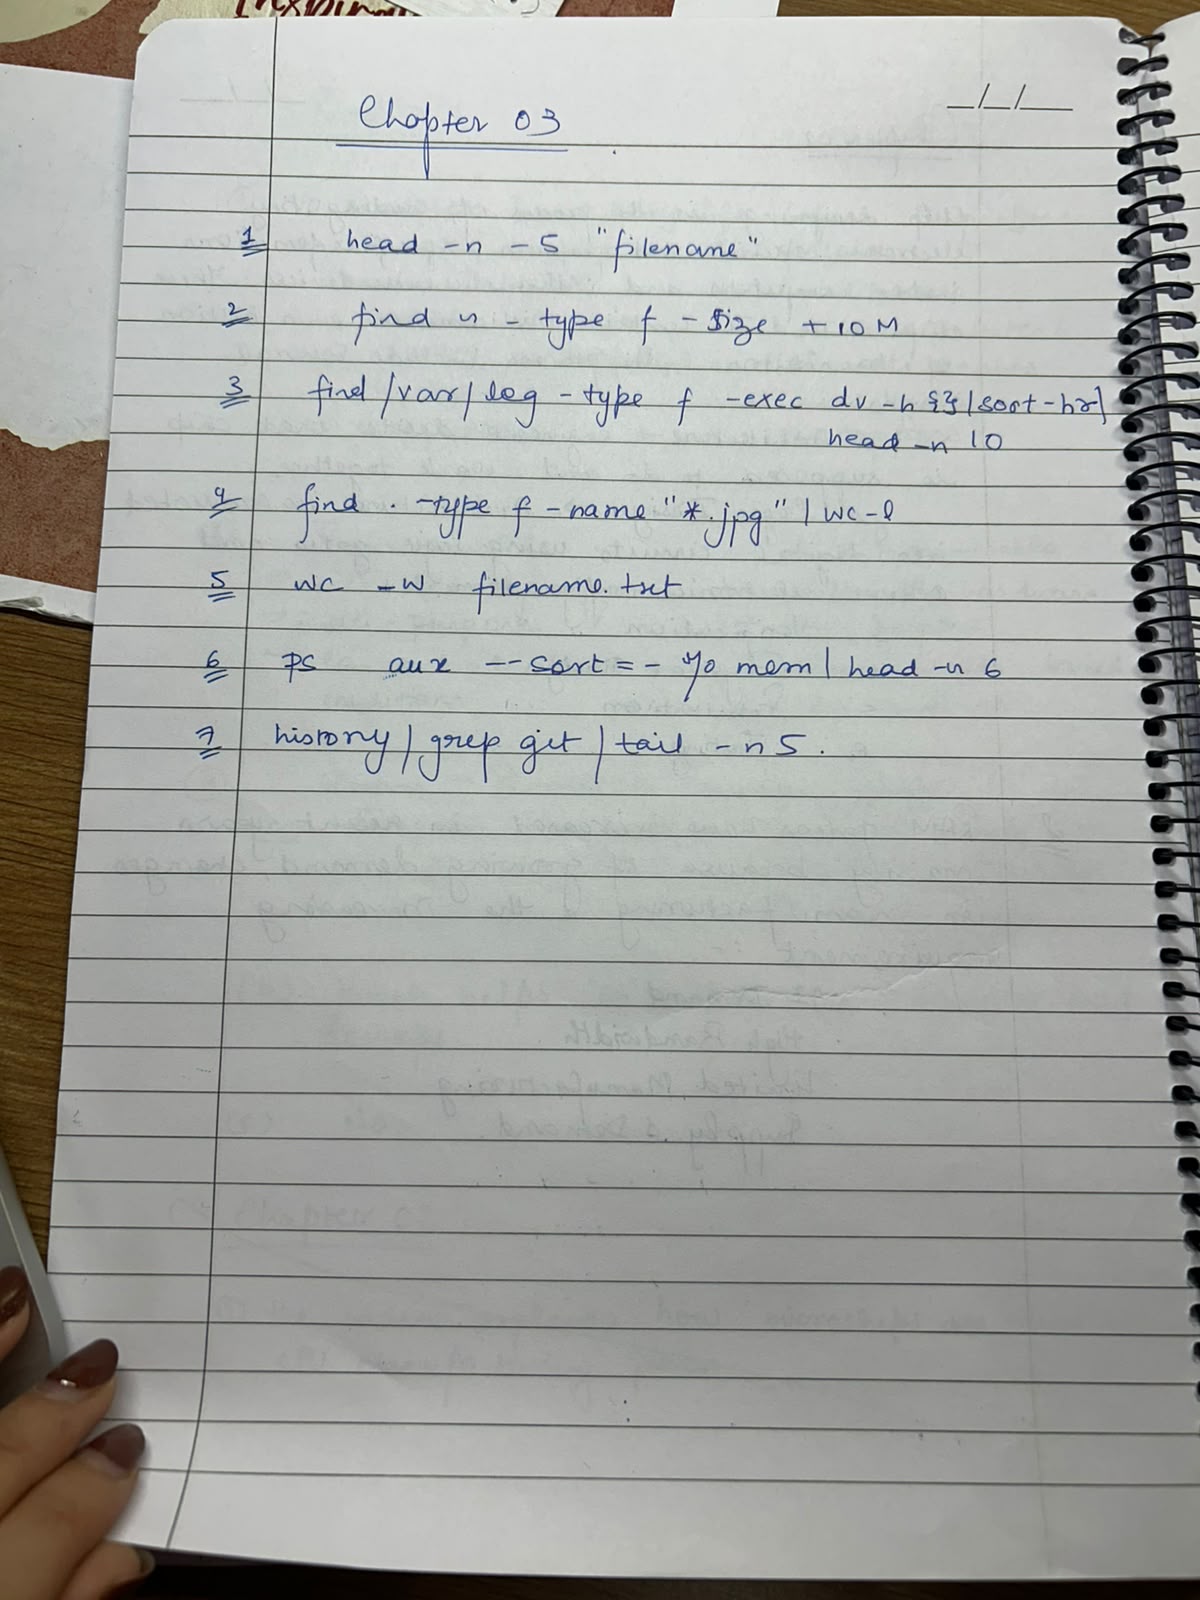 Chapter 03
_/_/__
1 head -n -5 "filename"
2 find n - type f - size +10M
3 find /var/log -type f -exec dv -h {} | sort -hr |
head -n 10
4 find . -type f -name "*.jpg" | wc -l
5 wc -w filename.txt
6 ps aux --sort=-%mem | head -n 6
7 history | grep git | tail -n 5.